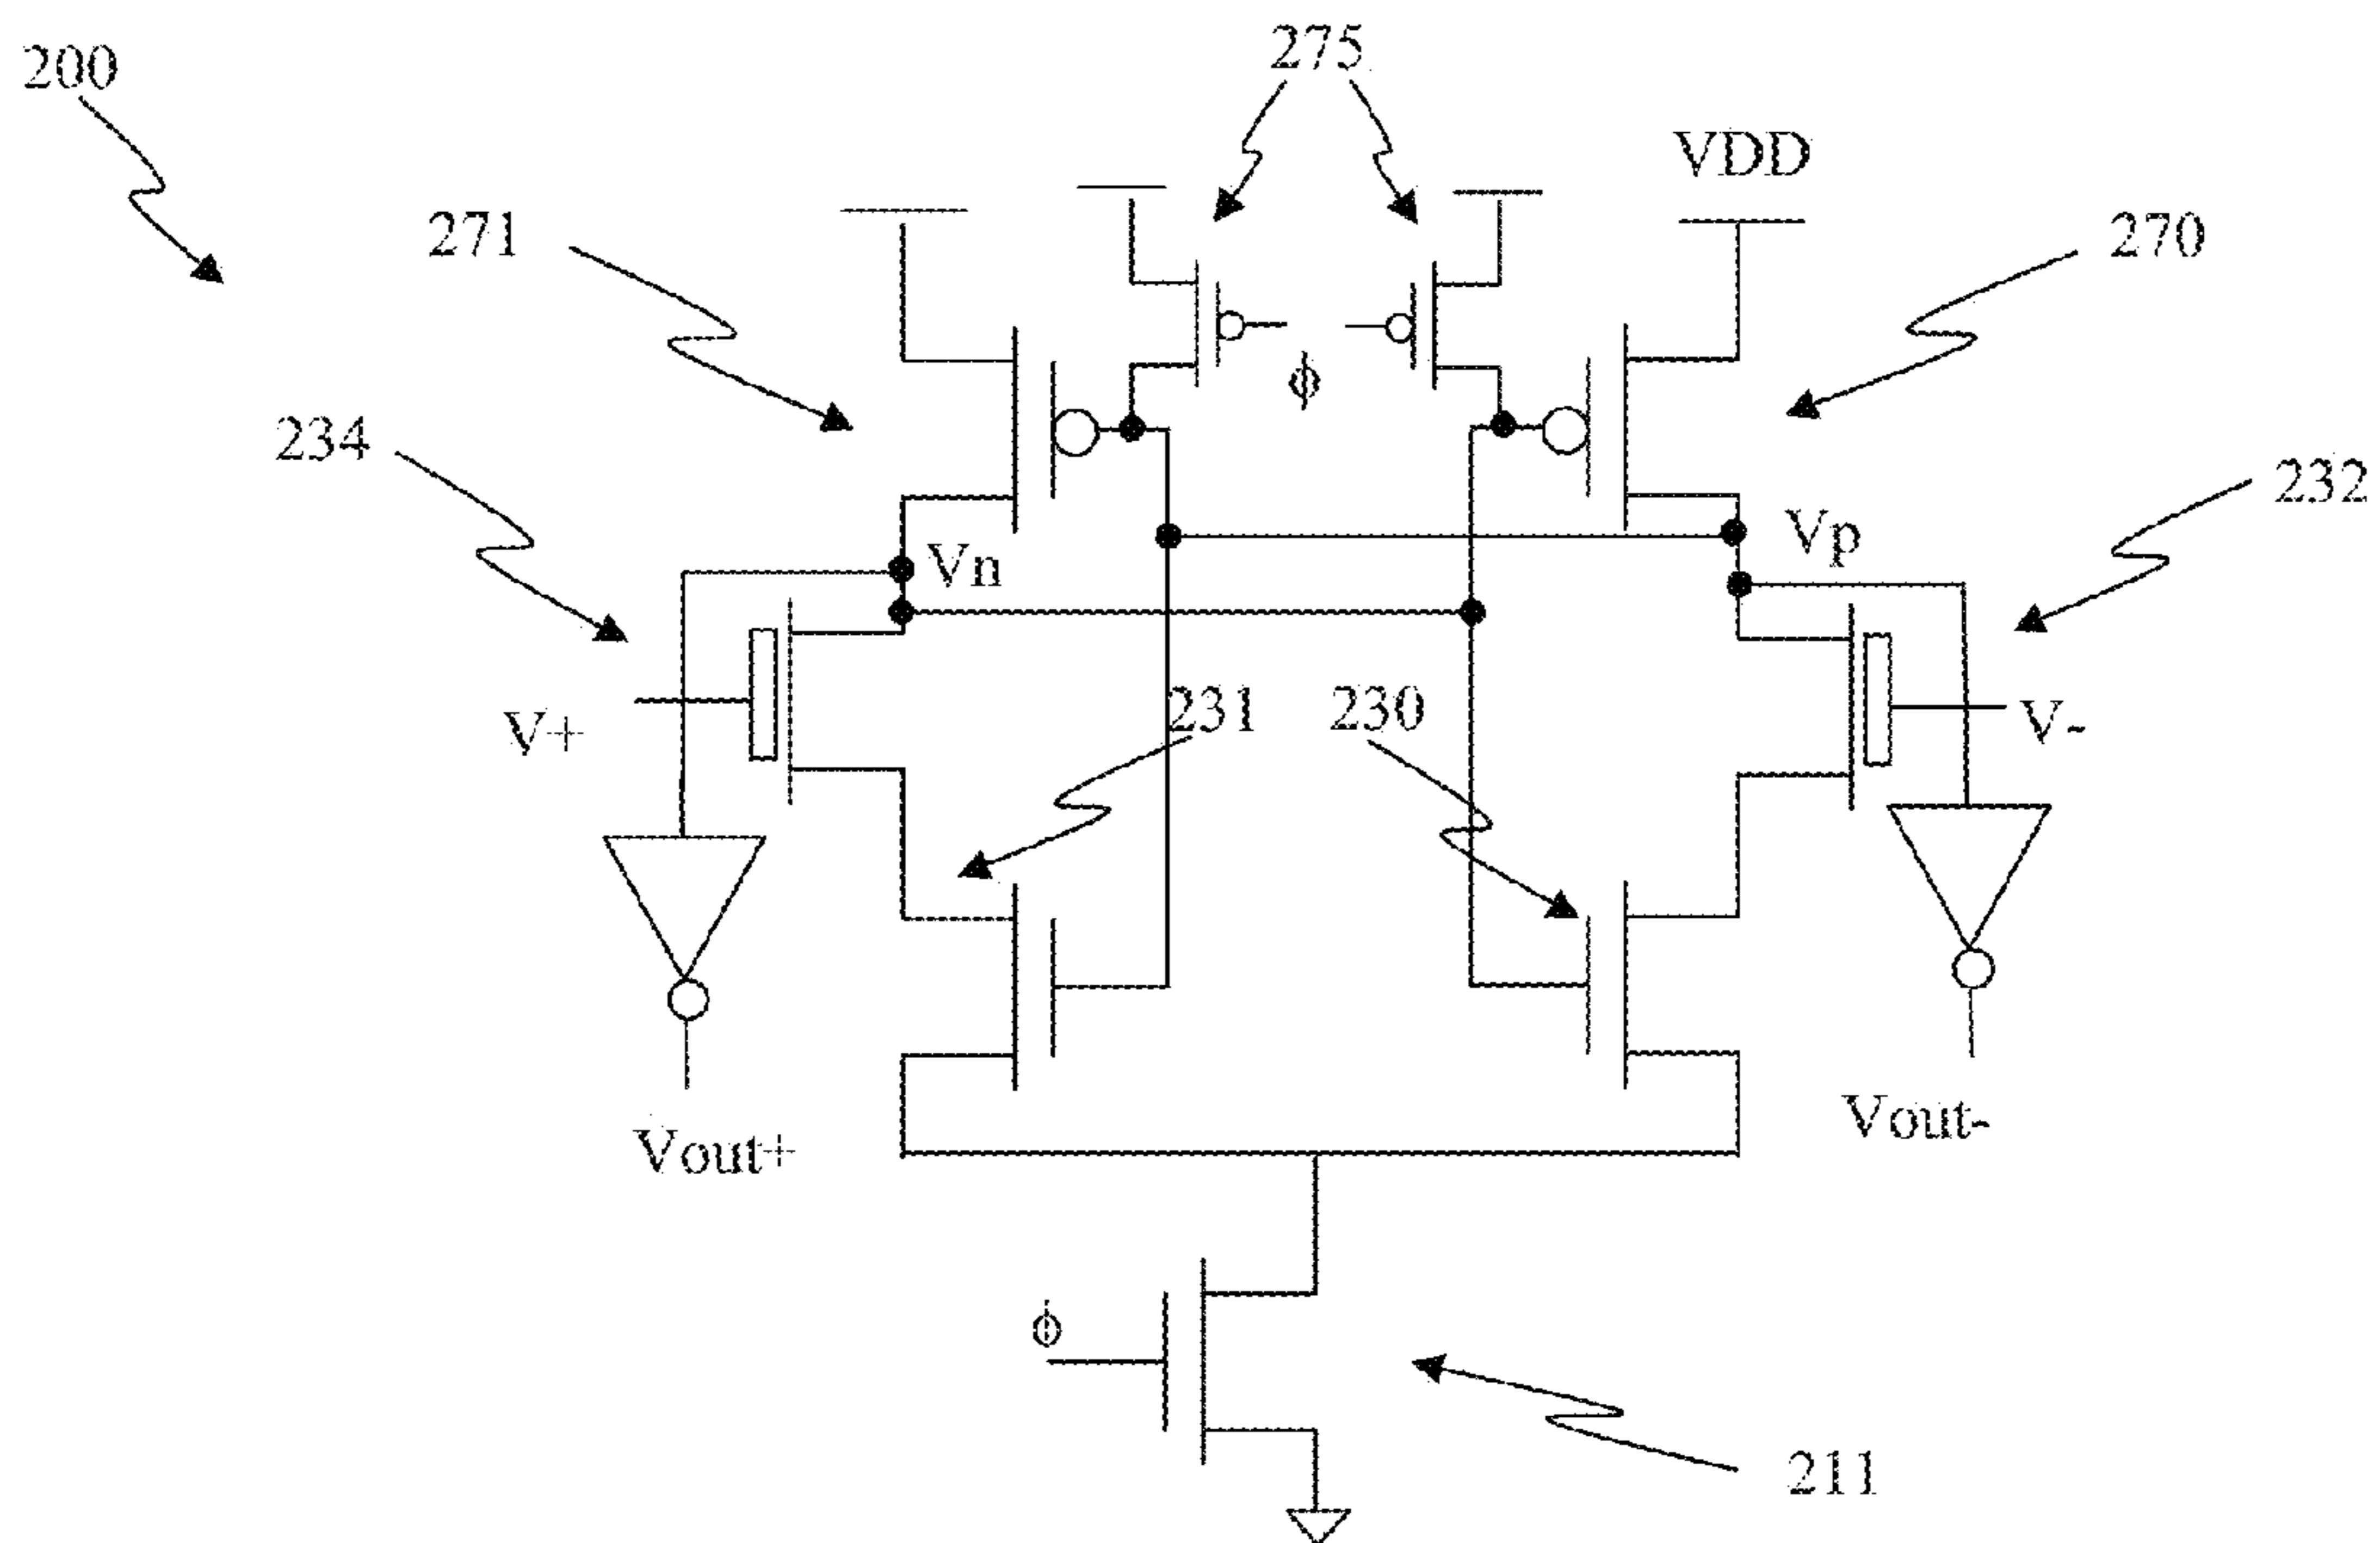 200
275
VDD
271
270
ϕ
234
232
Vn
Vp
V+
231
230
V-
Vout+
Vout-
ϕ
211